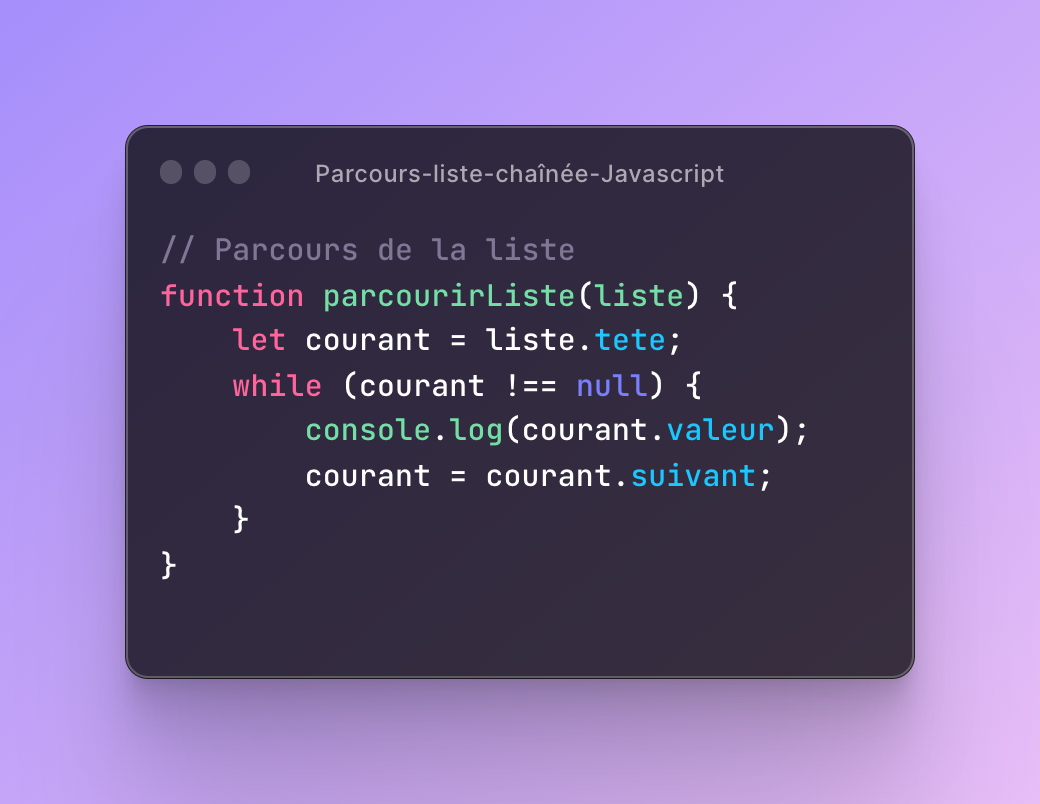 Parcours-liste-chaînée-Javascript
// Parcours de la liste
function parcourirListe(liste) {
    let courant = liste.tete;
    while (courant !== null) {
        console.log(courant.valeur);
        courant = courant.suivant;
    }
}